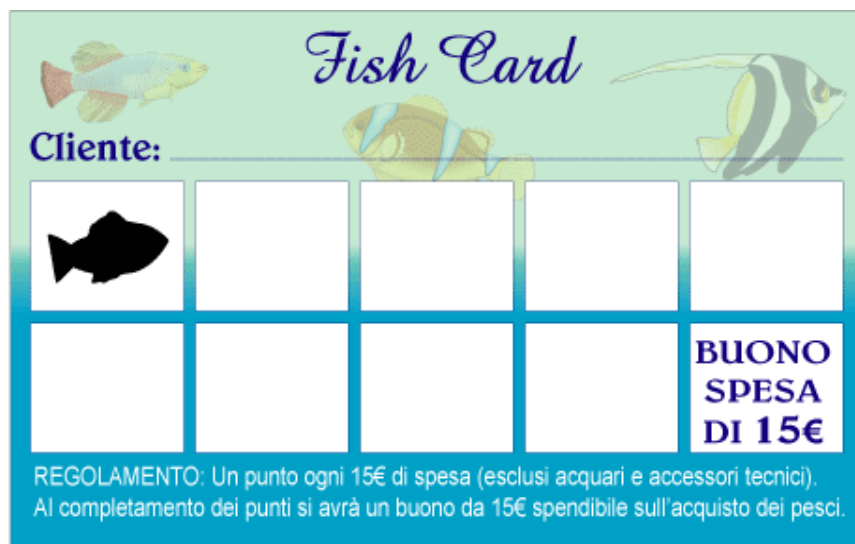 Fish Card
Cliente:
BUONO
SPESA
DI 15€
REGOLAMENTO: Un punto ogni 15€ di spesa (esclusi acquari e accessori tecnici).
Al completamento dei punti si avrà un buono da 15€ spendibile sull'acquisto dei pesci.